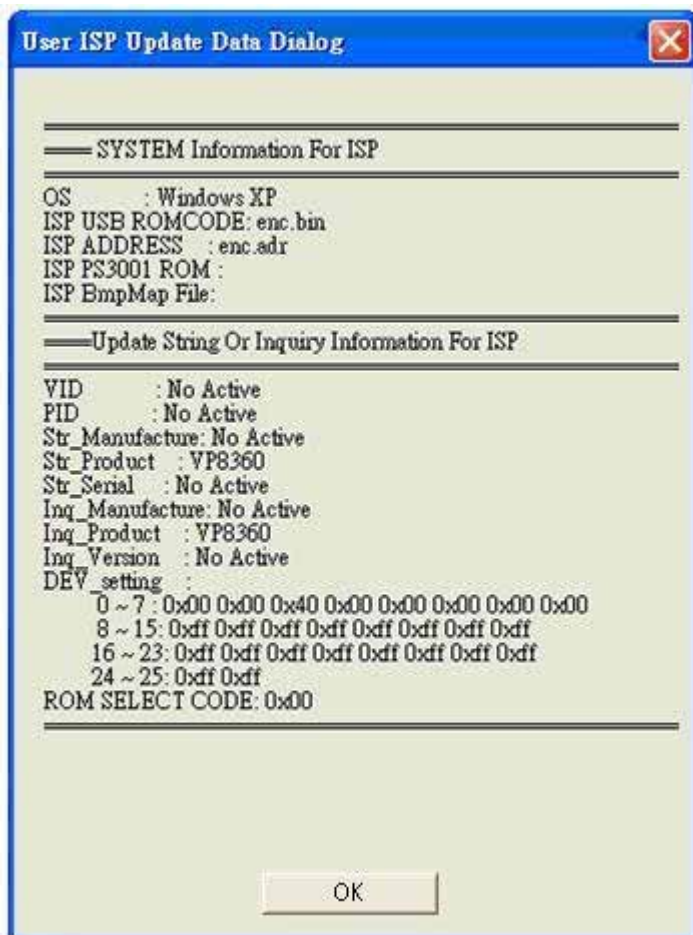 User ISP Update Data Dialog
SYSTEM Information For ISP
OS : Windows XP
ISP USB ROMCODE: enc.bin
ISP ADDRESS : enc.adr
ISP PS3001 ROM :
ISP BmpMap File:
Update String Or Inquiry Information For ISP
VID : No Active
PID : No Active
Str_Manufacture: No Active
Str_Product : VP8360
Str_Serial : No Active
Inq_Manufacture: No Active
Inq_Product : VP8360
Inq_Version : No Active
DEV_setting :
0 ~ 7 : 0x00 0x00 0x40 0x00 0x00 0x00 0x00 0x00
8 ~ 15: 0xff 0xff 0xff 0xff 0xff 0xff 0xff 0xff
16 ~ 23: 0xff 0xff 0xff 0xff 0xff 0xff 0xff 0xff
24 ~ 25: 0xff 0xff
ROM SELECT CODE: 0x00
OK